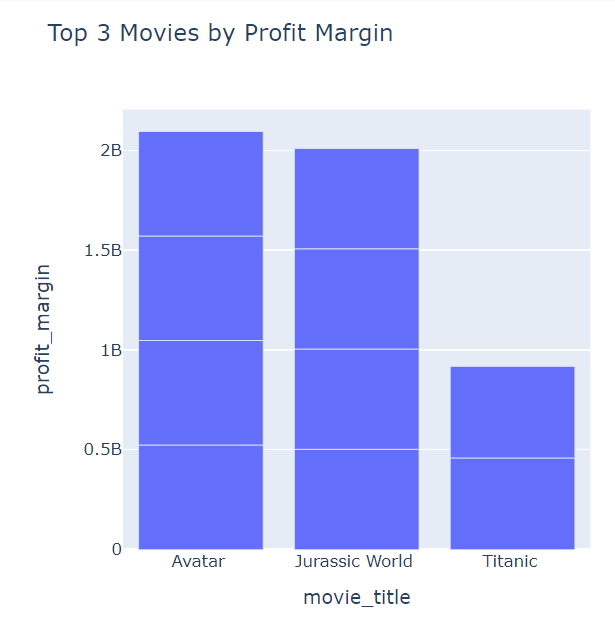 Top 3 Movies by Profit Margin
2B
1.5B
1B
0.5B
0
profit_margin
Avatar
Jurassic World
Titanic
movie_title